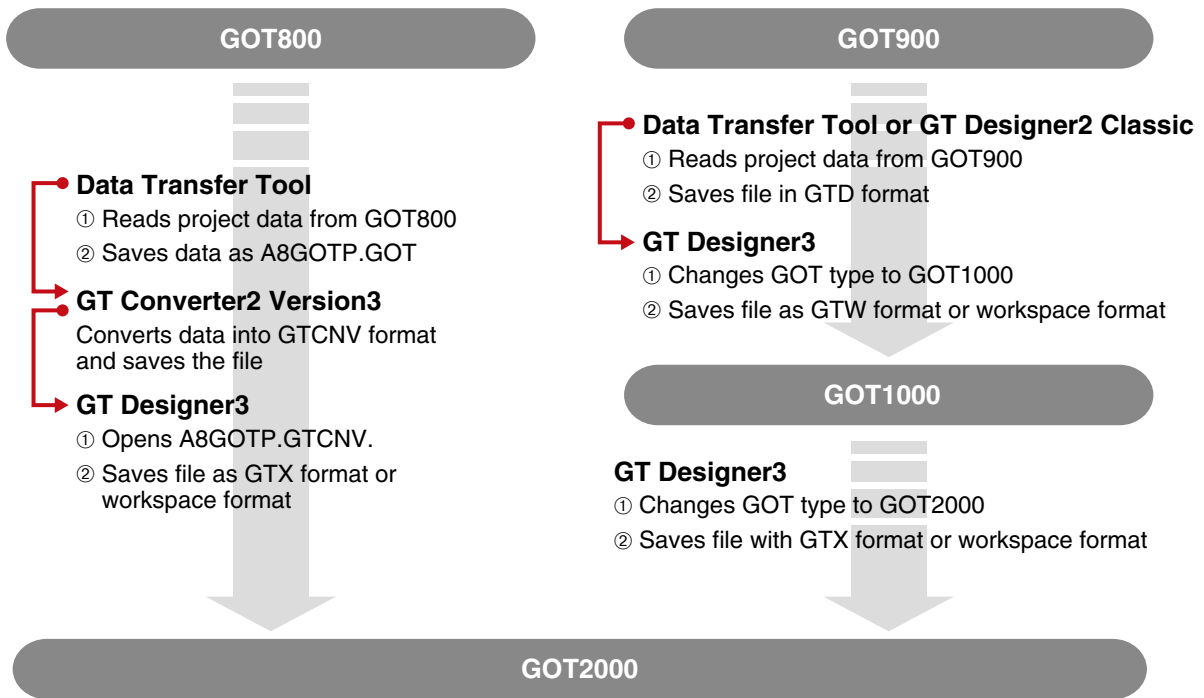 GOT800
Data Transfer Tool
① Reads project data from GOT800
② Saves data as A8GOTP.GOT
GT Converter2 Version3
Converts data into GTCNV format
and saves the file
GT Designer3
① Opens A8GOTP.GTCNV.
② Saves file as GTX format or
workspace format
GOT900
Data Transfer Tool or GT Designer2 Classic
① Reads project data from GOT900
② Saves file in GTD format
GT Designer3
① Changes GOT type to GOT1000
② Saves file as GTW format or workspace format
GOT1000
GT Designer3
① Changes GOT type to GOT2000
② Saves file with GTX format or workspace format
GOT2000